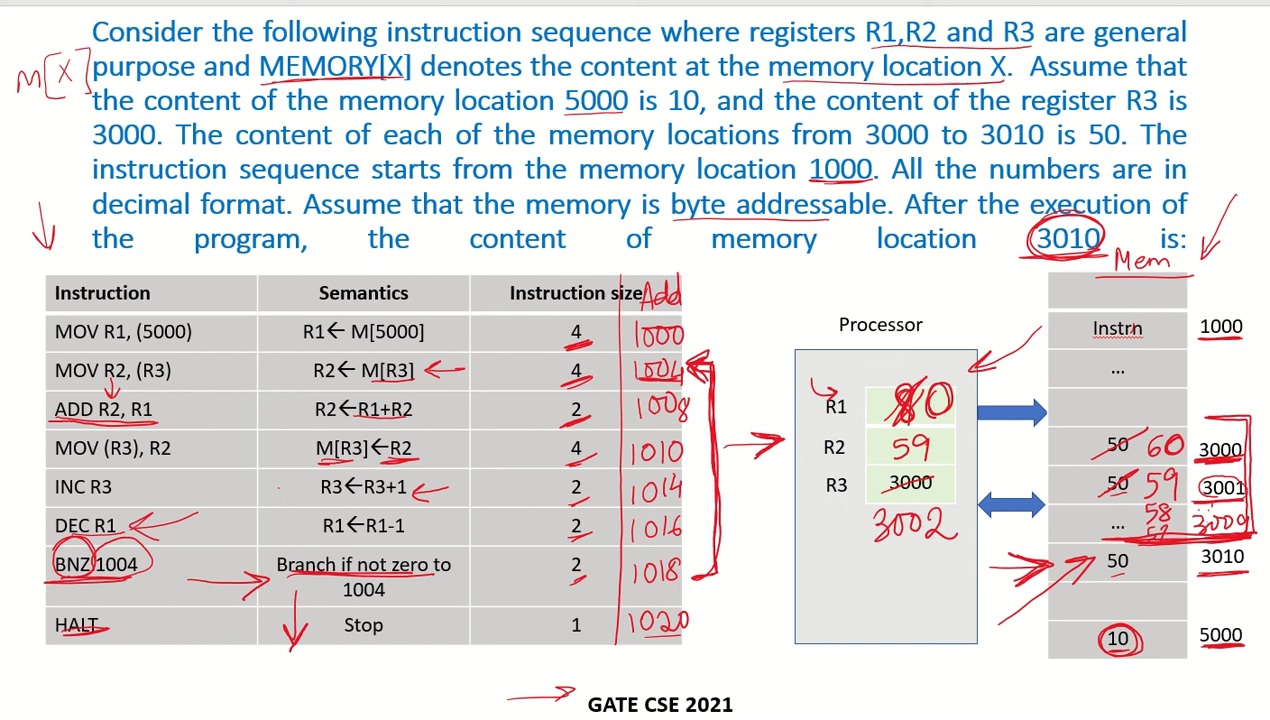 Consider the following instruction sequence where registers R1,R2 and R3 are general
M[X] purpose and MEMORY[X] denotes the content at the memory location X. Assume that
the content of the memory location 5000 is 10, and the content of the register R3 is
3000. The content of each of the memory locations from 3000 to 3010 is 50. The
instruction sequence starts from the memory location 1000. All the numbers are in
decimal format. Assume that the memory is byte addressable. After the execution of
the program, the content of memory location 3010 is:
Mem
Instruction Semantics Instruction size Add
MOV R1, (5000) R1← M[5000] 4 1000
MOV R2, (R3) R2← M[R3] 4 1004
ADD R2, R1 R2←R1+R2 2 1008
MOV (R3), R2 M[R3]←R2 4 1010
INC R3 R3←R3+1 2 1014
DEC R1 R1←R1-1 2 1016
BNZ 1004 Branch if not zero to 1004 2 1018
HALT Stop 1 1020
Processor
R1 0
R2 59
R3 3000
3002
Instrn 1000
...
50 60 3000
50 59 3001
... 58 3009
50 3010
10 5000
GATE CSE 2021